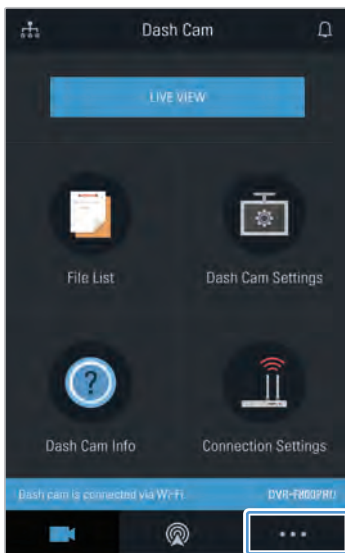 Dash Cam
LIVE VIEW
File List
Dash Cam Settings
Dash Cam Info
Connection Settings
Dash cam is connected via Wi-Fi.
DVR-F800PRO